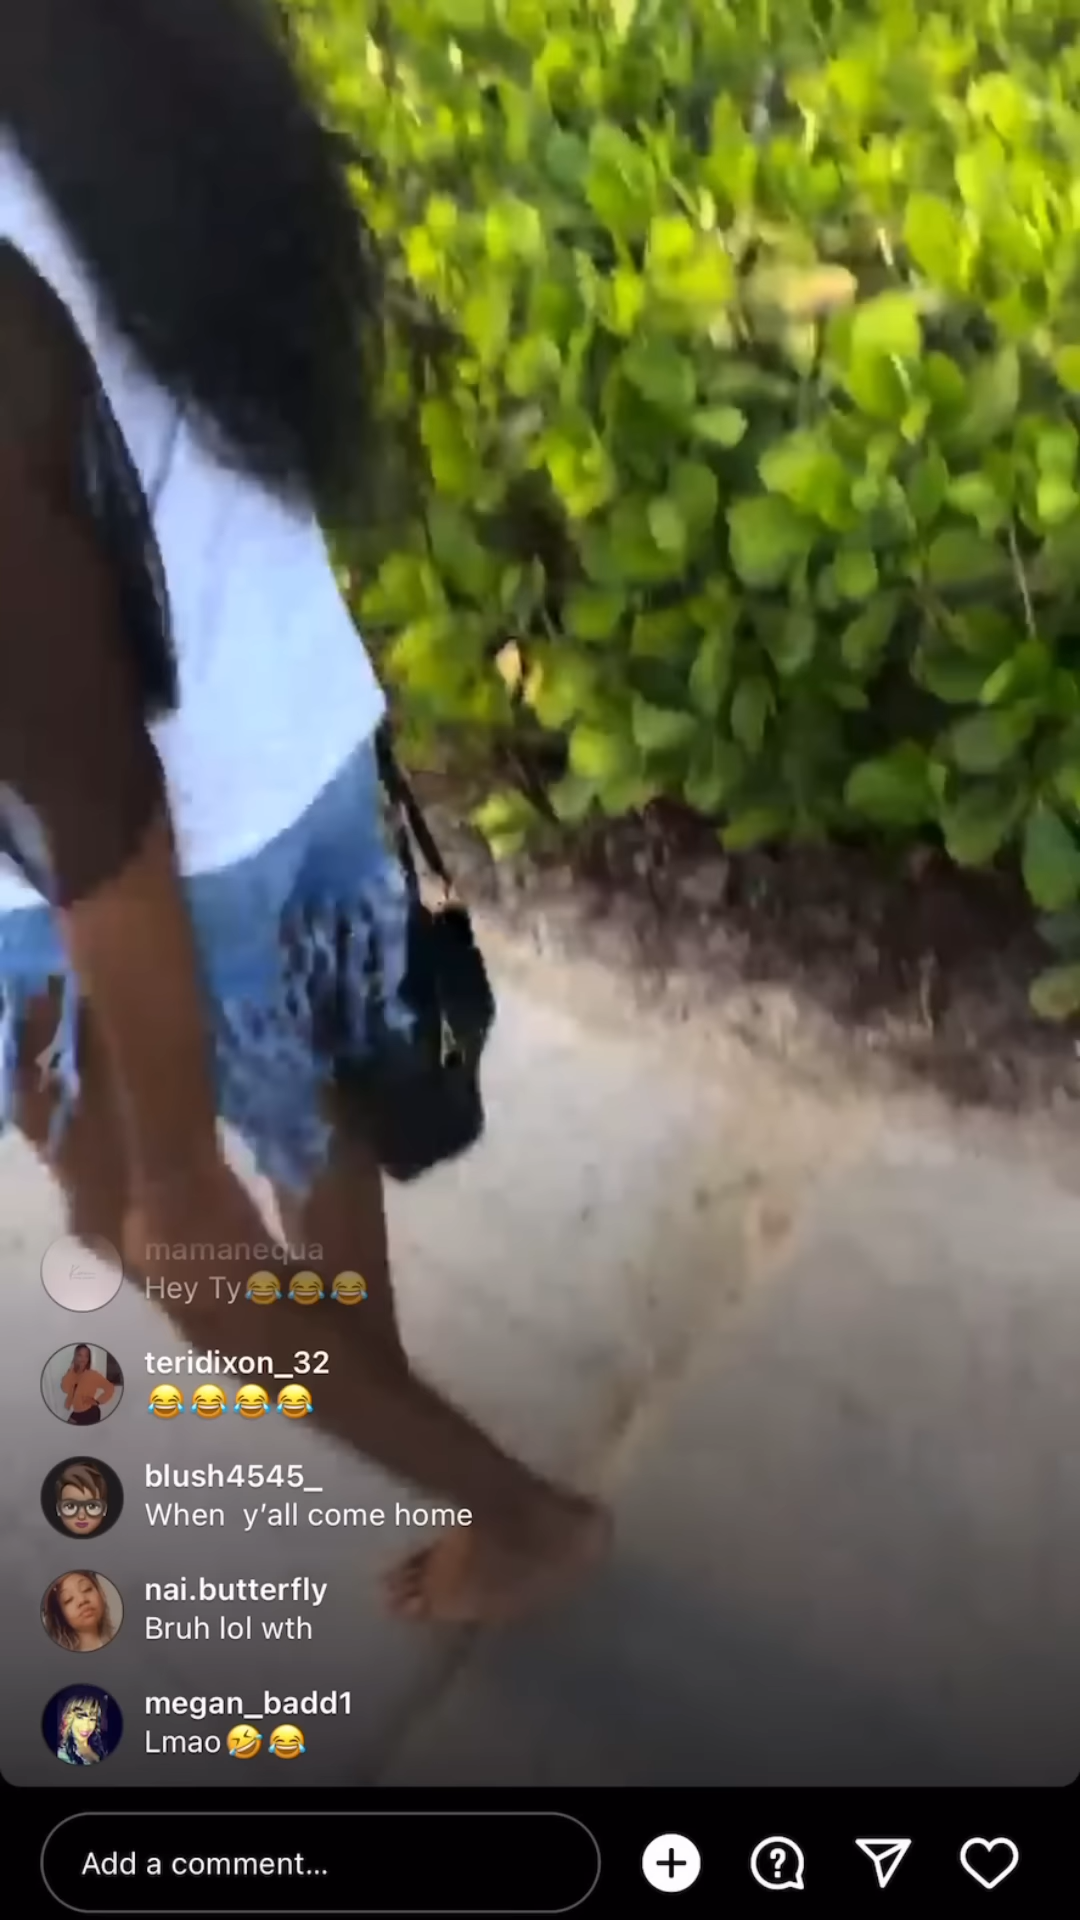 mamanequa
Hey Ty😂😂😂
teridixon_32
😂😂😂😂
blush4545_
When  y’all come home
nai.butterfly
Bruh lol wth
megan_badd1
Lmao🤣😂
Add a comment...